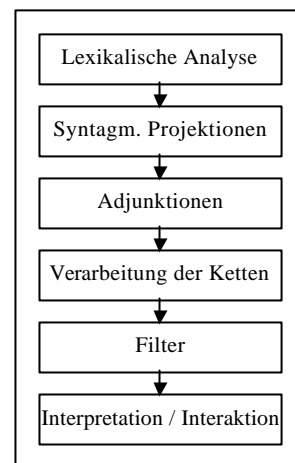 Lexikalische Analyse
Syntagm. Projektionen
Adjunktionen
Verarbeitung der Ketten
Filter
Interpretation / Interaktion